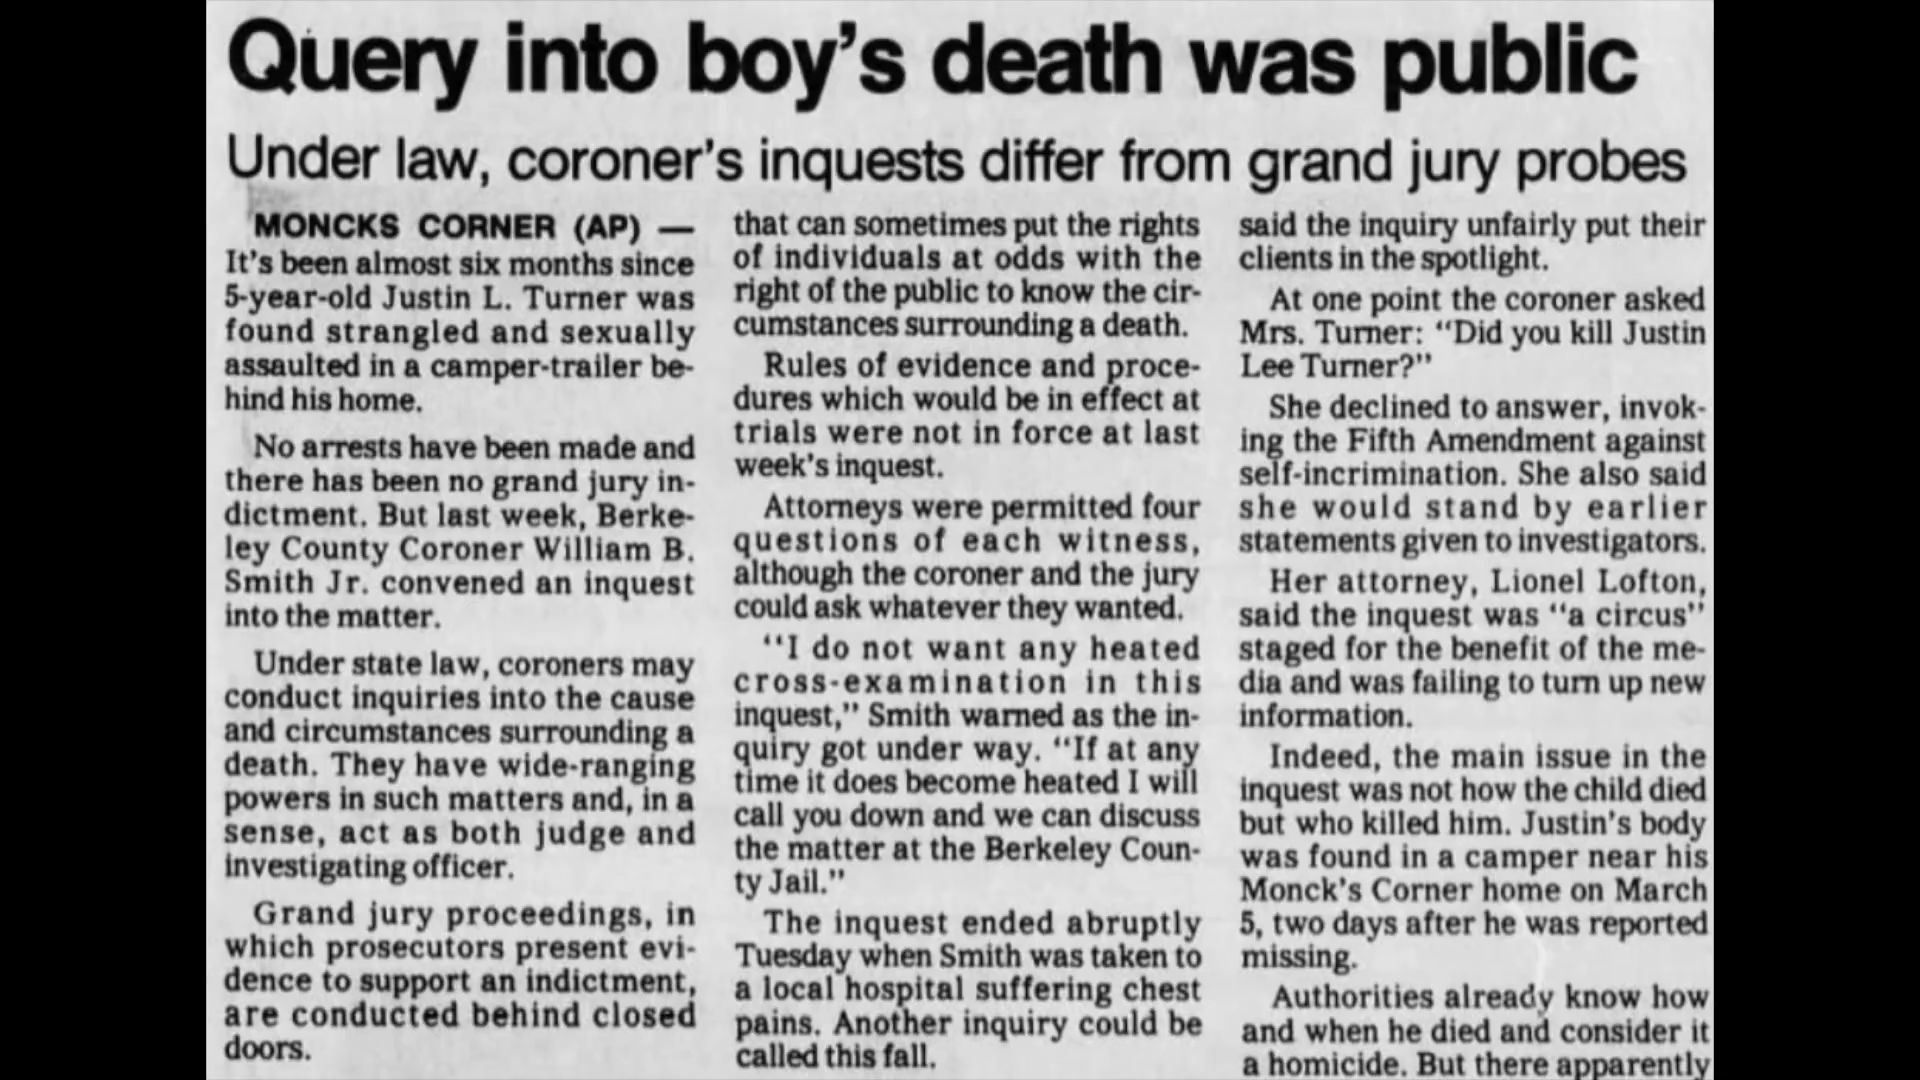 Query into boy's death was public
Under law, coroner's inquests differ from grand jury probes
MONCKS CORNER (AP) —
It's been almost six months since
5-year-old Justin L. Turner was
found strangled and sexually
assaulted in a camper-trailer be-
hind his home.
No arrests have been made and
there has been no grand jury in-
dictment. But last week, Berke-
ley County Coroner William B.
Smith Jr. convened an inquest
into the matter.
Under state law, coroners may
conduct inquiries into the cause
and circumstances surrounding a
death. They have wide-ranging
powers in such matters and, in a
sense, act as both judge and
investigating officer.
Grand jury proceedings, in
which prosecutors present evi-
dence to support an indictment,
are conducted behind closed
doors.
that can sometimes put the rights
of individuals at odds with the
right of the public to know the cir-
cumstances surrounding a death.
Rules of evidence and proce-
dures which would be in effect at
trials were not in force at last
week's inquest.
Attorneys were permitted four
questions of each witness,
although the coroner and the jury
could ask whatever they wanted.
"I do not want any heated
cross-examination in this
inquest," Smith warned as the in-
quiry got under way. "If at any
time it does become heated I will
call you down and we can discuss
the matter at the Berkeley Coun-
ty Jail."
The inquest ended abruptly
Tuesday when Smith was taken to
a local hospital suffering chest
pains. Another inquiry could be
called this fall.
said the inquiry unfairly put their
clients in the spotlight.
At one point the coroner asked
Mrs. Turner: "Did you kill Justin
Lee Turner?"
She declined to answer, invok-
ing the Fifth Amendment against
self-incrimination. She also said
she would stand by earlier
statements given to investigators.
Her attorney, Lionel Lofton,
said the inquest was "a circus"
staged for the benefit of the me-
dia and was failing to turn up new
information.
Indeed, the main issue in the
inquest was not how the child died
but who killed him. Justin's body
was found in a camper near his
Monck's Corner home on March
5, two days after he was reported
missing.
Authorities already know how
and when he died and consider it
a homicide. But there apparently